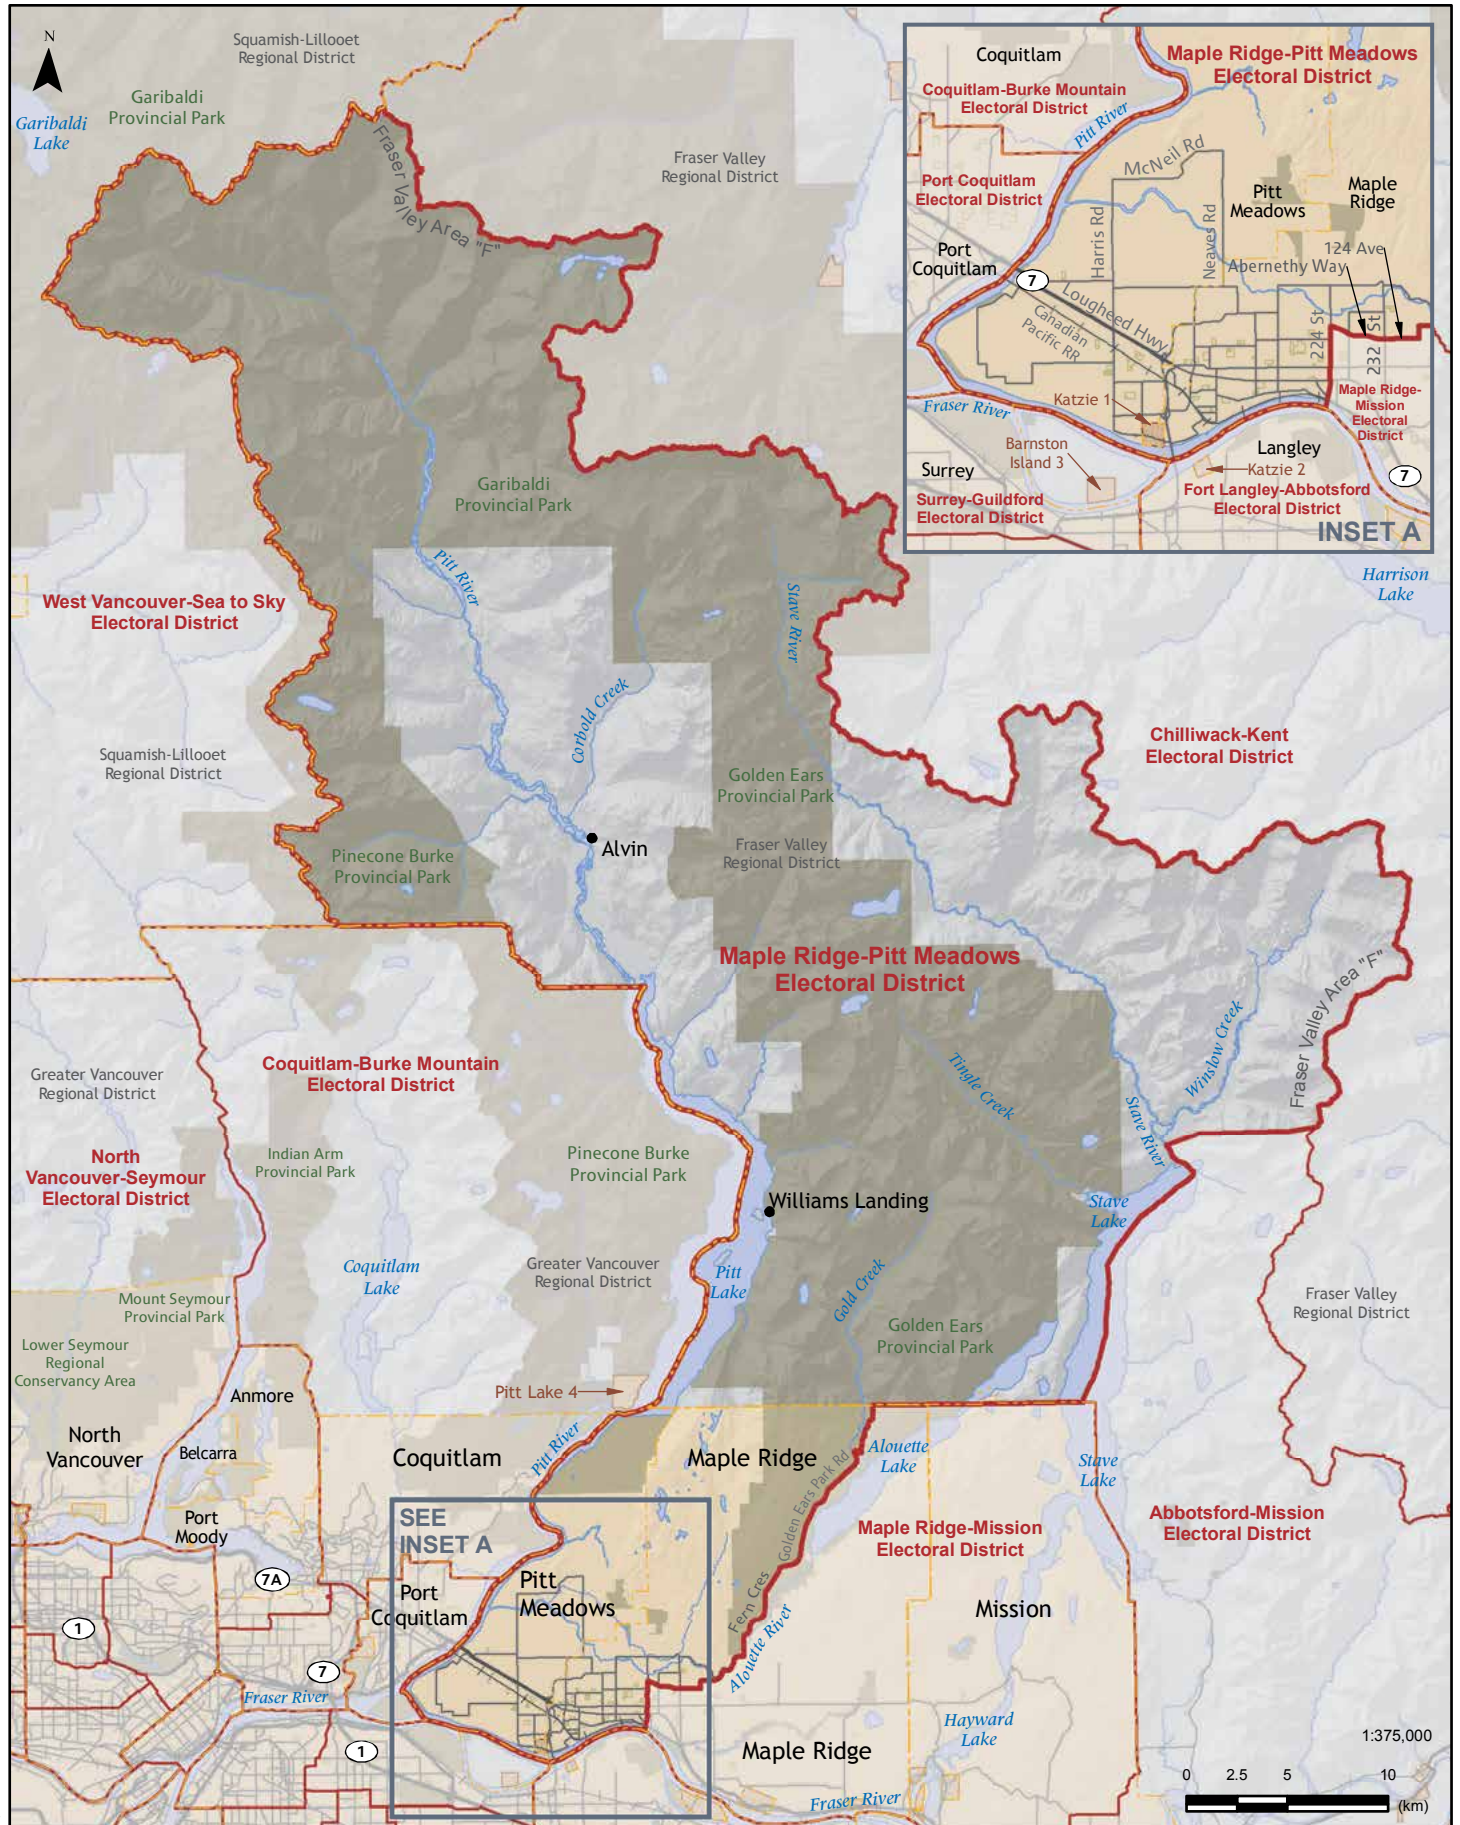 N
Squamish-Lillooet
Regional District
Garibaldi
Provincial Park
Garibaldi
Lake
Fraser Valley Area "F"
Fraser Valley
Regional District
Coquitlam
Maple Ridge-Pitt Meadows
Electoral District
Coquitlam-Burke Mountain
Electoral District
Pitt River
McNeil Rd
Port Coquitlam
Electoral District
Pitt
Meadows
Maple
Ridge
Harris Rd
Neaves Rd
124 Ave
Abernethy Way
Port
Coquitlam
7
Lougheed Hwy
Canadian
Pacific RR
224 St
232 St
Fraser River
Katzie 1
Maple Ridge-
Mission
Electoral
District
Barnston
Island 3
Langley
Surrey
Katzie 2
7
Surrey-Guildford
Electoral District
Fort Langley-Abbotsford
Electoral District
INSET A
Garibaldi
Provincial Park
Pitt River
Stave River
Harrison
Lake
West Vancouver-Sea to Sky
Electoral District
Corbold Creek
Squamish-Lillooet
Regional District
Chilliwack-Kent
Electoral District
Golden Ears
Provincial Park
Alvin
Fraser Valley
Regional District
Pinecone Burke
Provincial Park
Maple Ridge-Pitt Meadows
Electoral District
Fraser Valley Area "F"
Winslow Creek
Tingle Creek
Stave River
Coquitlam-Burke Mountain
Electoral District
Greater Vancouver
Regional District
North
Vancouver-Seymour
Electoral District
Indian Arm
Provincial Park
Pinecone Burke
Provincial Park
Williams Landing
Stave
Lake
Coquitlam
Lake
Greater Vancouver
Regional District
Pitt
Lake
Gold Creek
Mount Seymour
Provincial Park
Fraser Valley
Regional District
Golden Ears
Provincial Park
Lower Seymour
Regional
Conservancy Area
Pitt Lake 4
Anmore
North
Vancouver
Belcarra
Coquitlam
Pitt River
Maple Ridge
Alouette
Lake
Stave
Lake
Golden Ears Park Rd
Port
Moody
SEE
INSET A
Maple Ridge-Mission
Electoral District
Abbotsford-Mission
Electoral District
7A
Port
Coquitlam
Pitt
Meadows
Fern Cres
Mission
1
Alouette River
7
Fraser River
Hayward
Lake
1
Maple Ridge
1:375,000
0 2.5 5 10
(km)
Fraser River